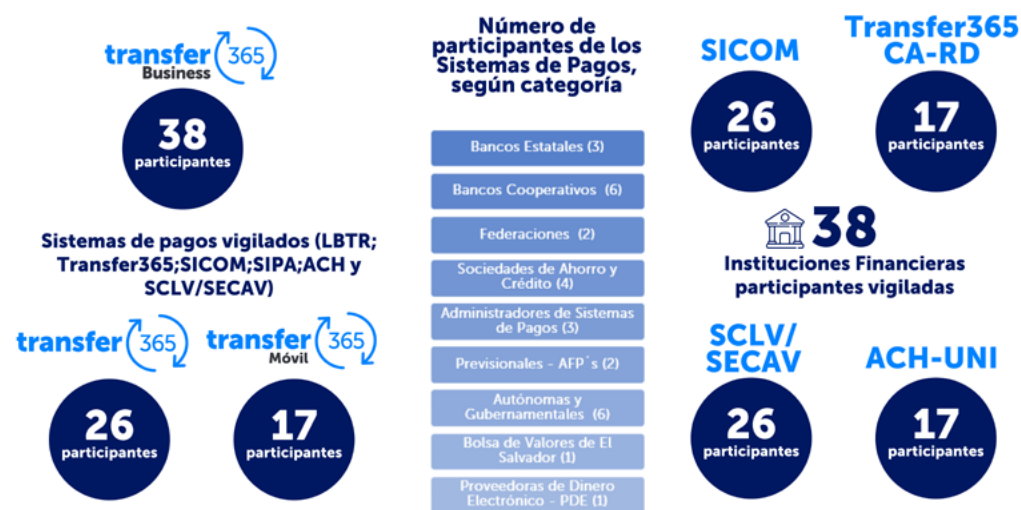 transfer 365
Business
38
participantes
Sistemas de pagos vigilados (LBTR;
Transfer365;SICOM;SIPA;ACH y
SCLV/SECAV)
transfer 365
26
participantes
transfer 365
Móvil
17
participantes
Número de
participantes de los
Sistemas de Pagos,
según categoría
Bancos Estatales (3)
Bancos Cooperativos (6)
Federaciones (2)
Sociedades de Ahorro y
Crédito (4)
Administradores de Sistemas
de Pagos (3)
Previsionales - AFP´s (2)
Autónomas y
Gubernamentales (6)
Bolsa de Valores de El
Salvador (1)
Proveedoras de Dinero
Electrónico - PDE (1)
SICOM
26
participantes
Transfer365
CA-RD
17
participantes
38
Instituciones Financieras
participantes vigiladas
SCLV/
SECAV
26
participantes
ACH-UNI
17
participantes